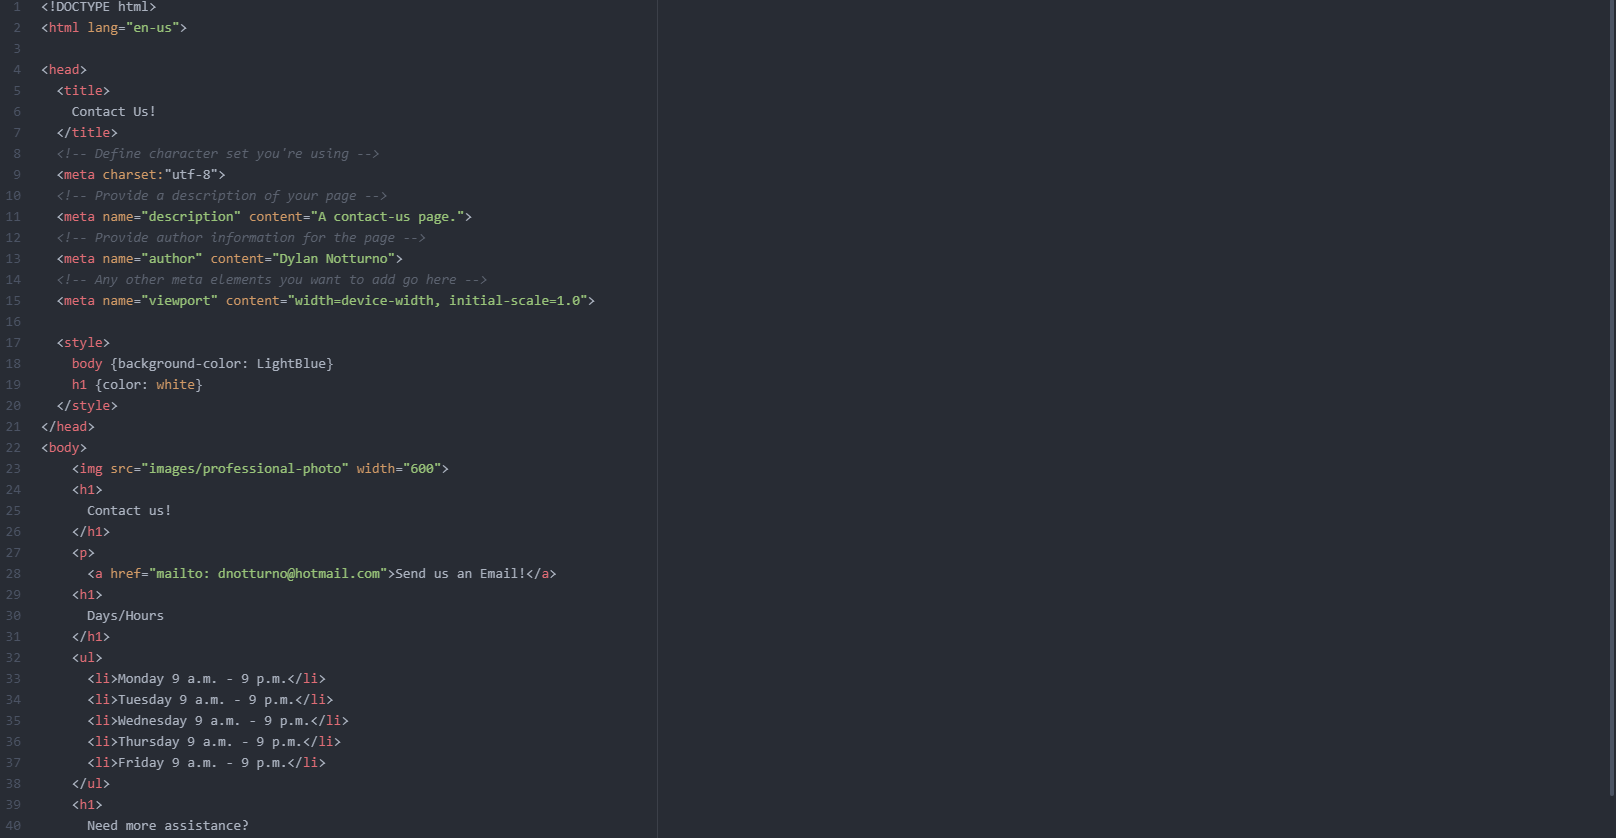 1 <!DOCTYPE html>
2 <html lang="en-us">
3
4 <head>
5 <title>
6 Contact Us!
7 </title>
8 <!-- Define character set you're using -->
9 <meta charset:"utf-8">
10 <!-- Provide a description of your page -->
11 <meta name="description" content="A contact-us page.">
12 <!-- Provide author information for the page -->
13 <meta name="author" content="Dylan Notturno">
14 <!-- Any other meta elements you want to add go here -->
15 <meta name="viewport" content="width=device-width, initial-scale=1.0">
16
17 <style>
18 body {background-color: LightBlue}
19 h1 {color: white}
20 </style>
21 </head>
22 <body>
23 <img src="images/professional-photo" width="600">
24 <h1>
25 Contact us!
26 </h1>
27 <p>
28 <a href="mailto: dnotturno@hotmail.com">Send us an Email!</a>
29 <h1>
30 Days/Hours
31 </h1>
32 <ul>
33 <li>Monday 9 a.m. - 9 p.m.</li>
34 <li>Tuesday 9 a.m. - 9 p.m.</li>
35 <li>Wednesday 9 a.m. - 9 p.m.</li>
36 <li>Thursday 9 a.m. - 9 p.m.</li>
37 <li>Friday 9 a.m. - 9 p.m.</li>
38 </ul>
39 <h1>
40 Need more assistance?